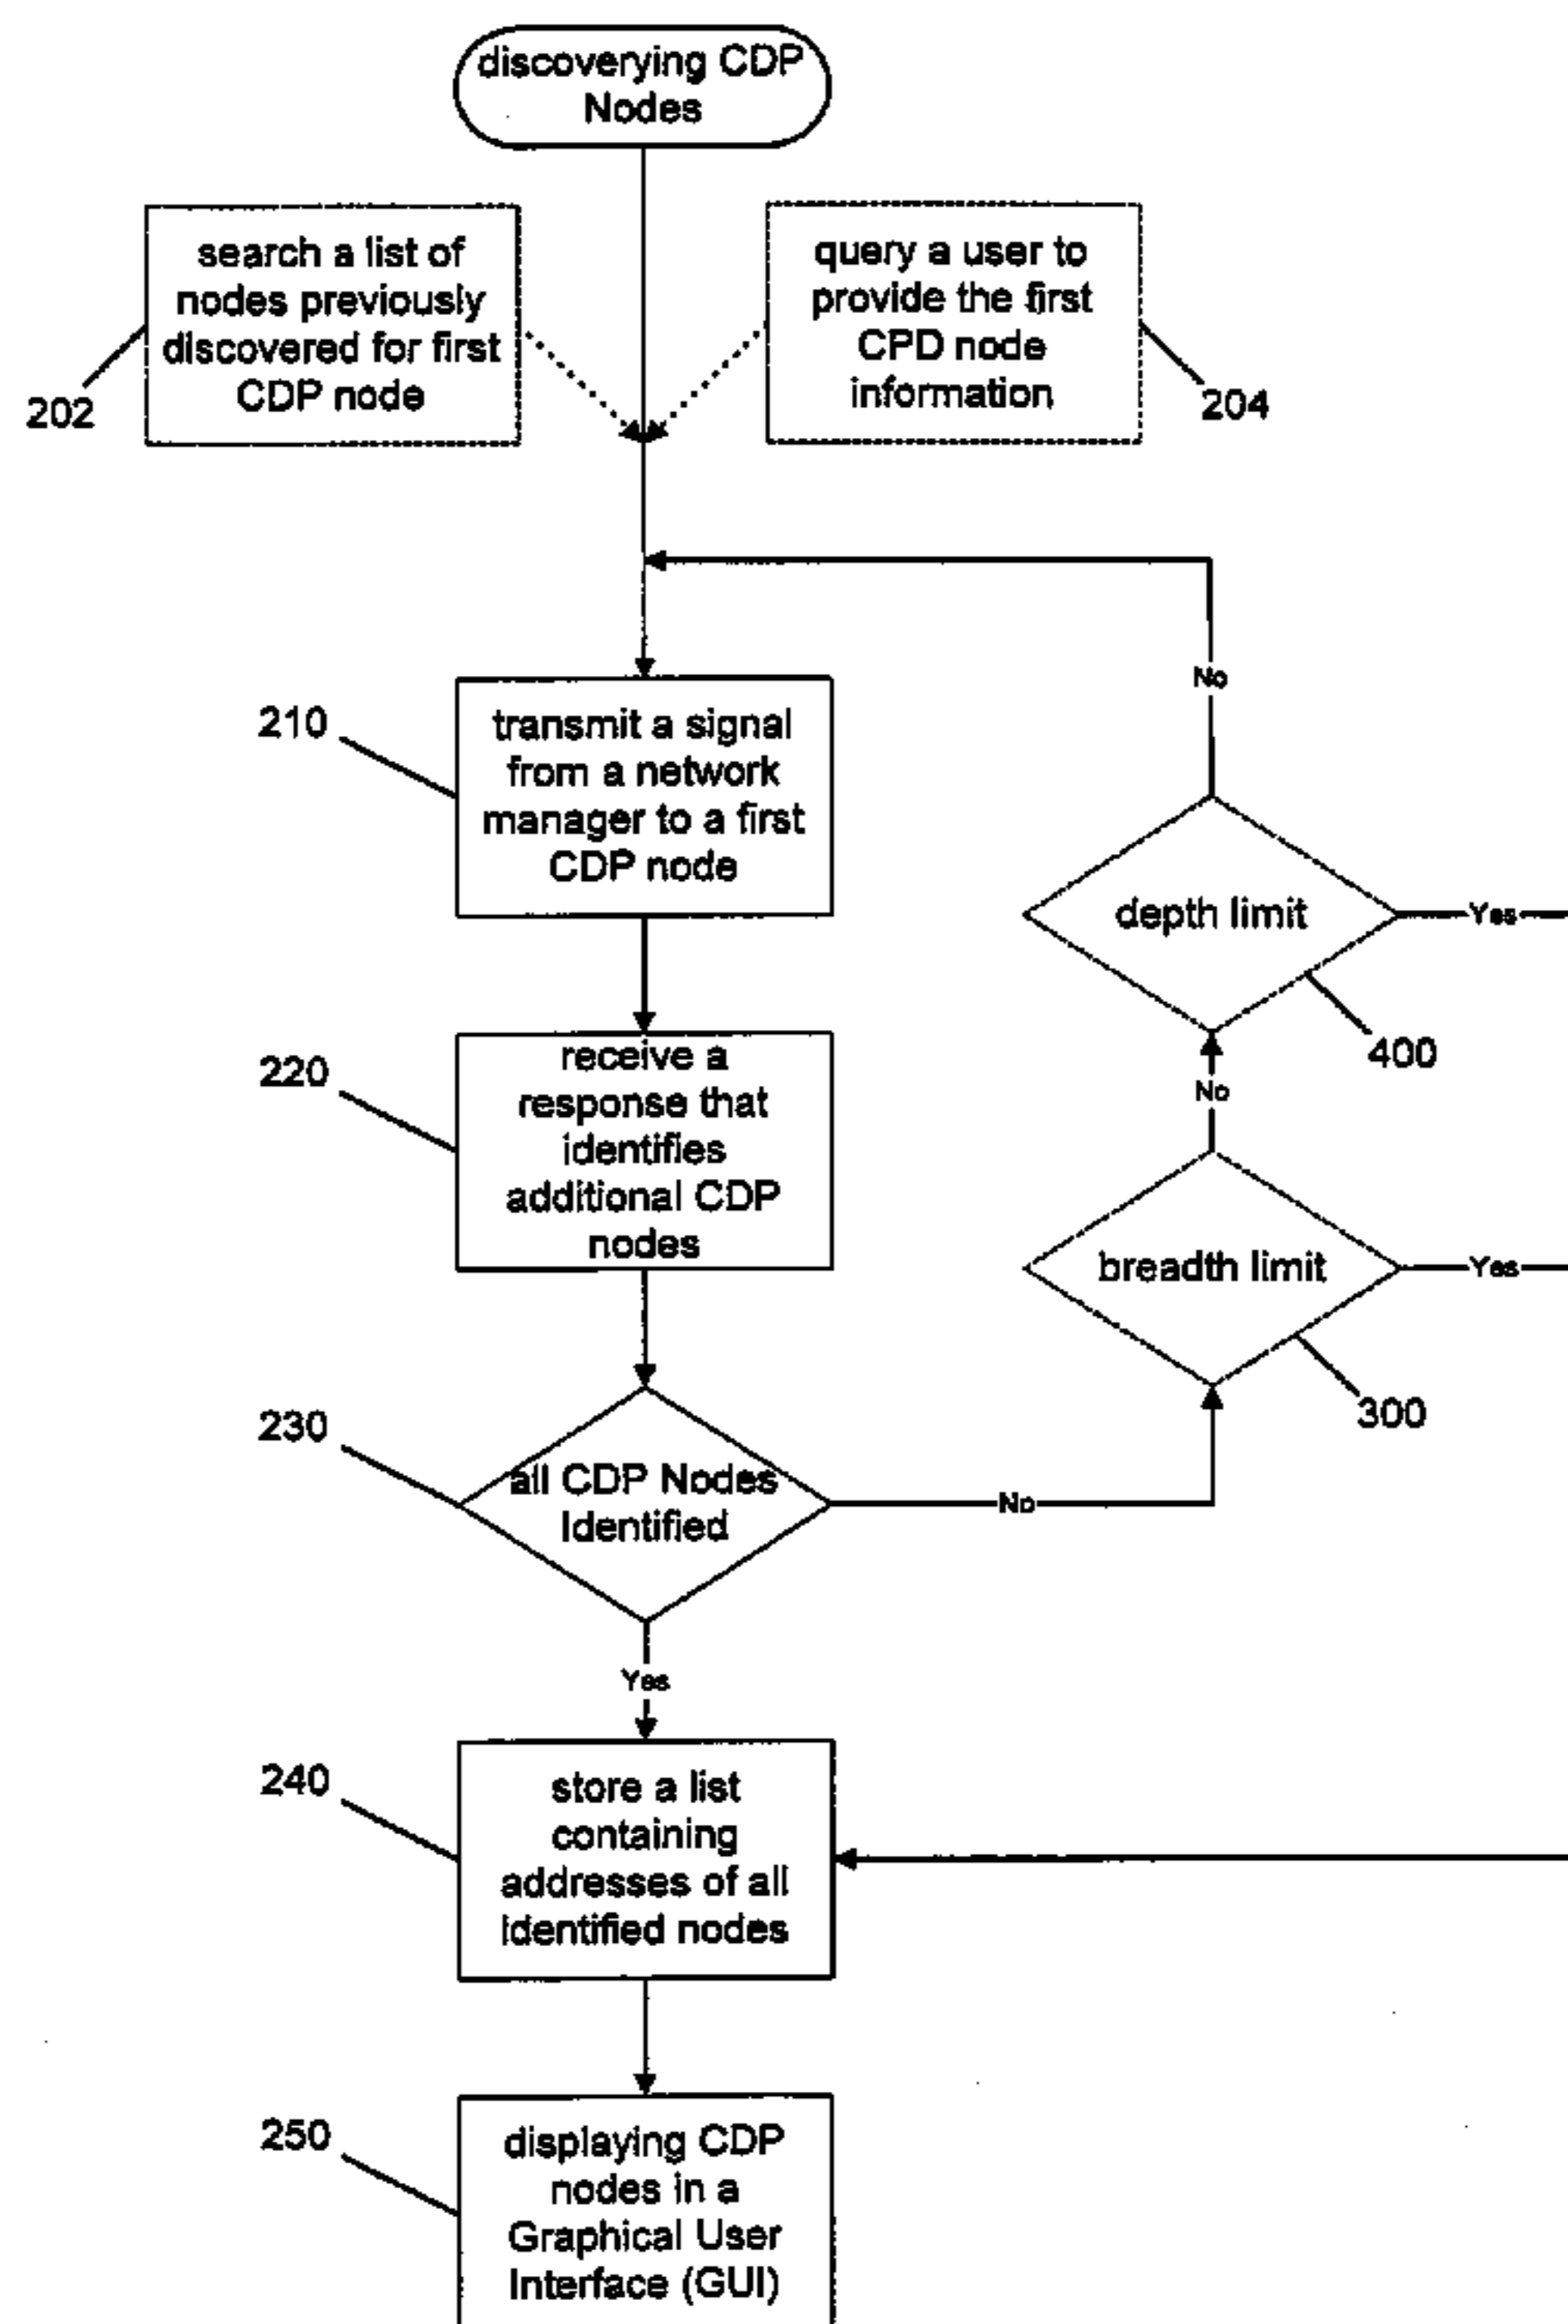 discoverying CDP
Nodes
search a list of
nodes previously
discovered for first
CDP node
202
query a user to
provide the first
CPD node
information
204
No
210
transmit a signal
from a network
manager to a first
CDP node
depth limit
Yes
400
220
receive a
response that
identifies
additional CDP
nodes
No
breadth limit
Yes
300
230
all CDP Nodes
Identified
No
Yes
240
store a list
containing
addresses of all
identified nodes
250
displaying CDP
nodes in a
Graphical User
Interface (GUI)